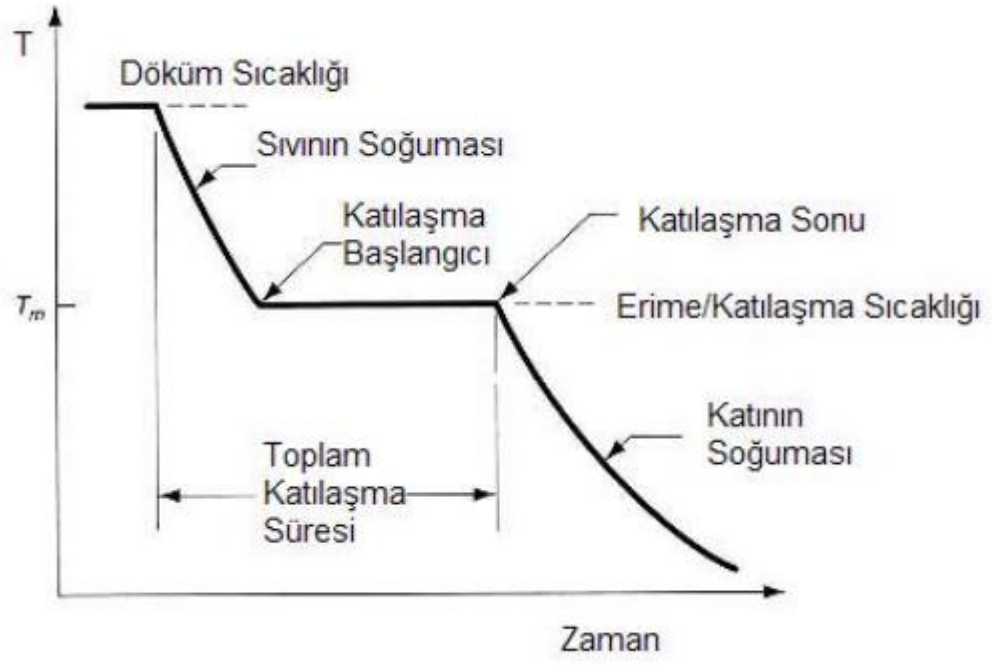 T
Döküm Sıcaklığı
Sıvının Soğuması
Katılaşma
Başlangıcı
Katılaşma Sonu
Tm
Erime/Katılaşma Sıcaklığı
Katının
Soğuması
Toplam
Katılaşma
Süresi
Zaman